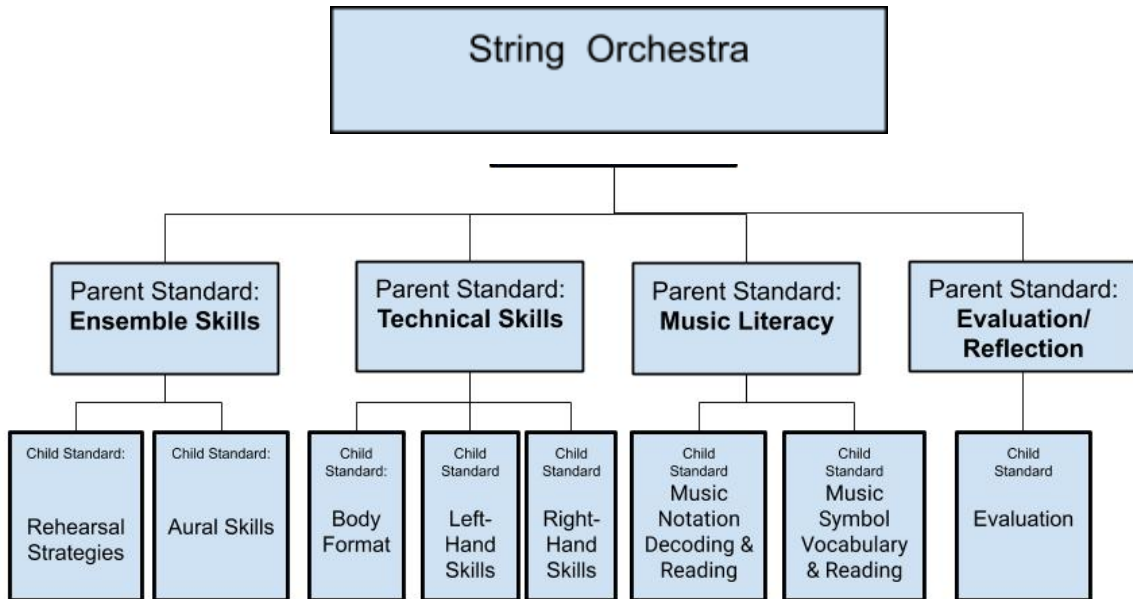 String Orchestra
Parent Standard:
Ensemble Skills
Parent Standard:
Technical Skills
Parent Standard:
Music Literacy
Parent Standard:
Evaluation/
Reflection
Child Standard:
Rehearsal
Strategies
Child Standard:
Aural Skills
Child
Standard:
Body
Format
Child
Standard
Left-
Hand
Skills
Child
Standard
Right-
Hand
Skills
Child
Standard
Music
Notation
Decoding &
Reading
Child
Standard
Music
Symbol
Vocabulary
& Reading
Child
Standard
Evaluation